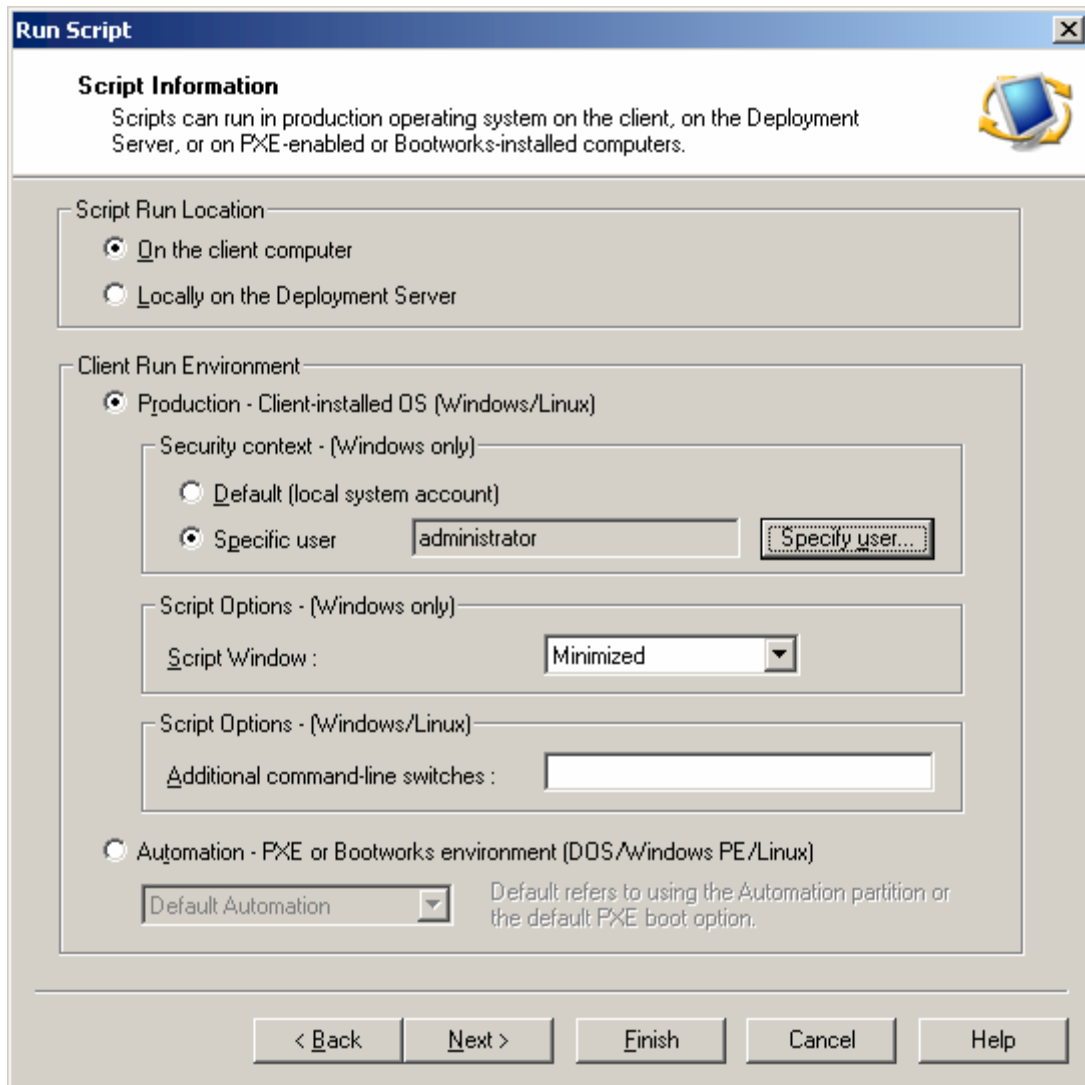 Run Script
Script Information
Scripts can run in production operating system on the client, on the Deployment
Server, or on PXE-enabled or Bootworks-installed computers.
Script Run Location
On the client computer
Locally on the Deployment Server
Client Run Environment
Production - Client-installed OS (Windows/Linux)
Security context - (Windows only)
Default (local system account)
Specific user administrator Specify user...
Script Options - (Windows only)
Script Window : Minimized
Script Options - (Windows/Linux)
Additional command-line switches :
Automation - PXE or Bootworks environment (DOS/Windows PE/Linux)
Default Automation
Default refers to using the Automation partition or
the default PXE boot option.
< Back Next > Finish Cancel Help